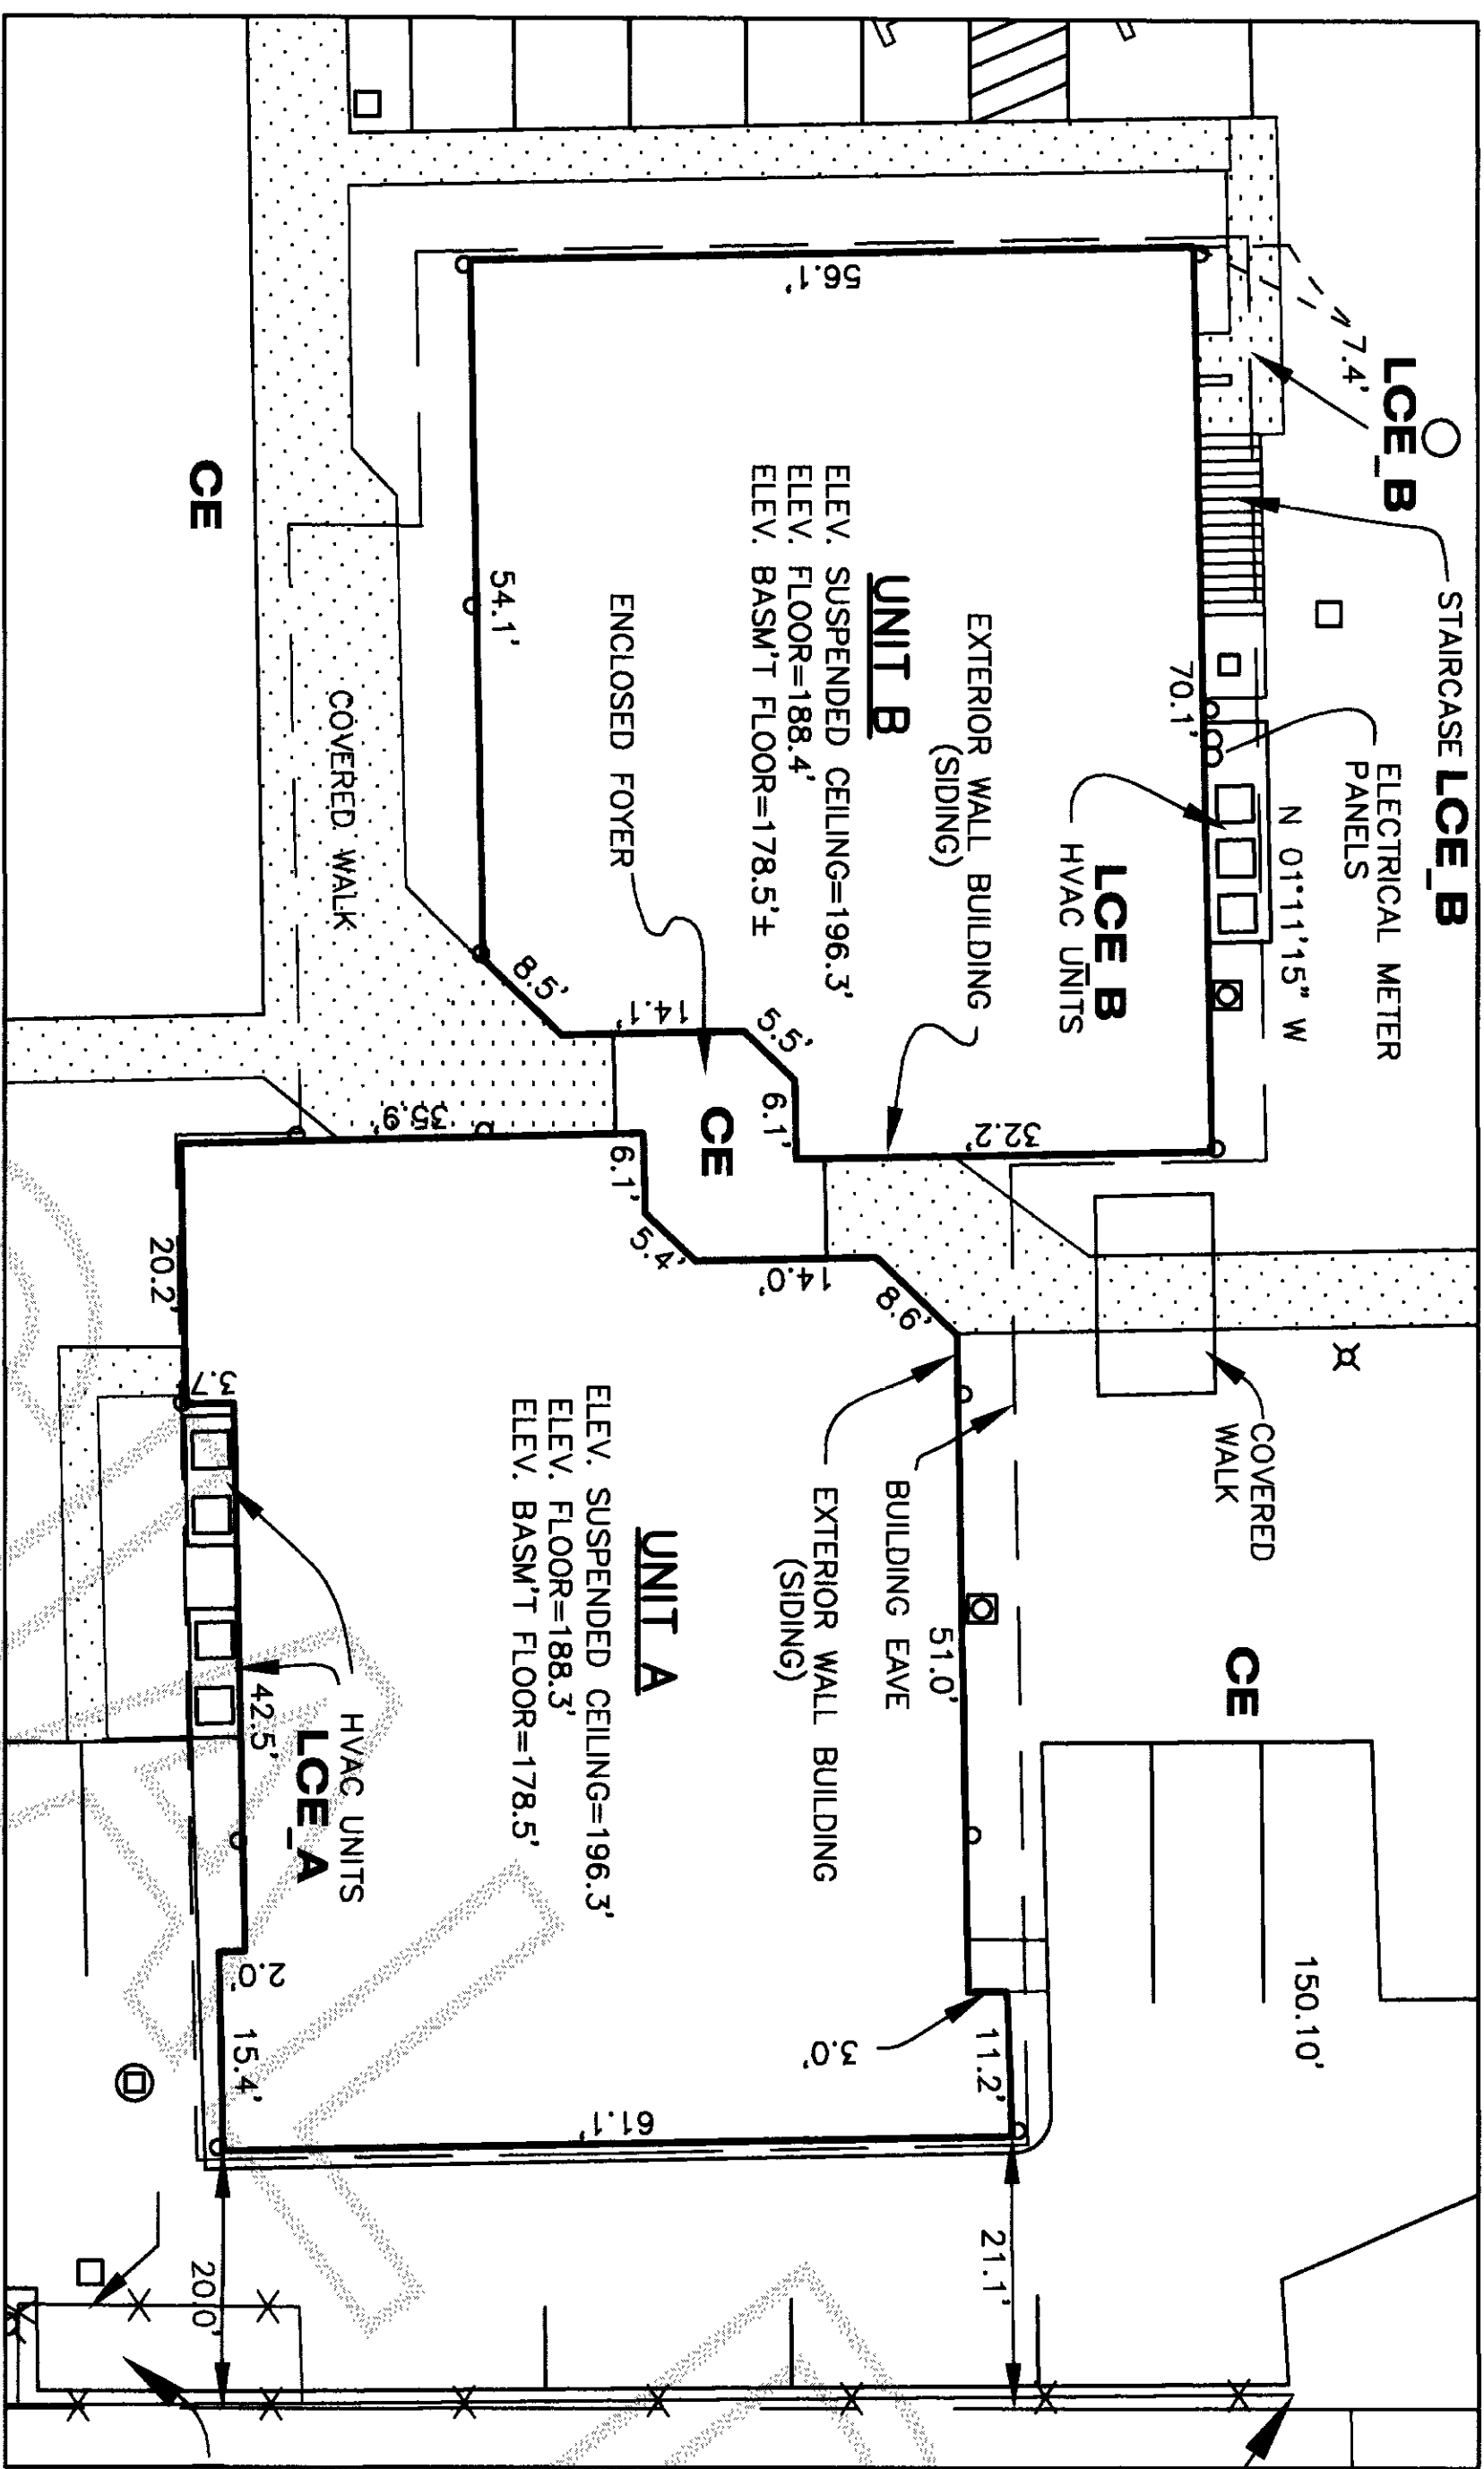 LCE_B
7.4'
STAIRCASE LCE_B
ELECTRICAL METER
PANELS
N 01°11'15" W
70.1'
56.1'
UNIT B
ELEV. SUSPENDED CEILING=196.3'
ELEV. FLOOR=188.4'
ELEV. BASM'T FLOOR=178.5'±
EXTERIOR WALL BUILDING
(SIDING)
LCE_B
HVAC UNITS
ENCLOSED FOYER
54.1'
8.5'
14.1'
5.5'
6.1'
32.2'
COVERED WALK
CE
CE
35.9'
6.1'
5.4'
14.0'
8.9'
COVERED
WALK
CE
150.10'
BUILDING EAVE
51.0'
EXTERIOR WALL BUILDING
(SIDING)
3.0'
11.2'
UNIT A
ELEV. SUSPENDED CEILING=196.3'
ELEV. FLOOR=188.3'
ELEV. BASM'T FLOOR=178.5'
HVAC UNITS
LCE_A
20.2'
3.7'
42.5'
2.0'
15.4'
61.1'
21.1'
20.0'